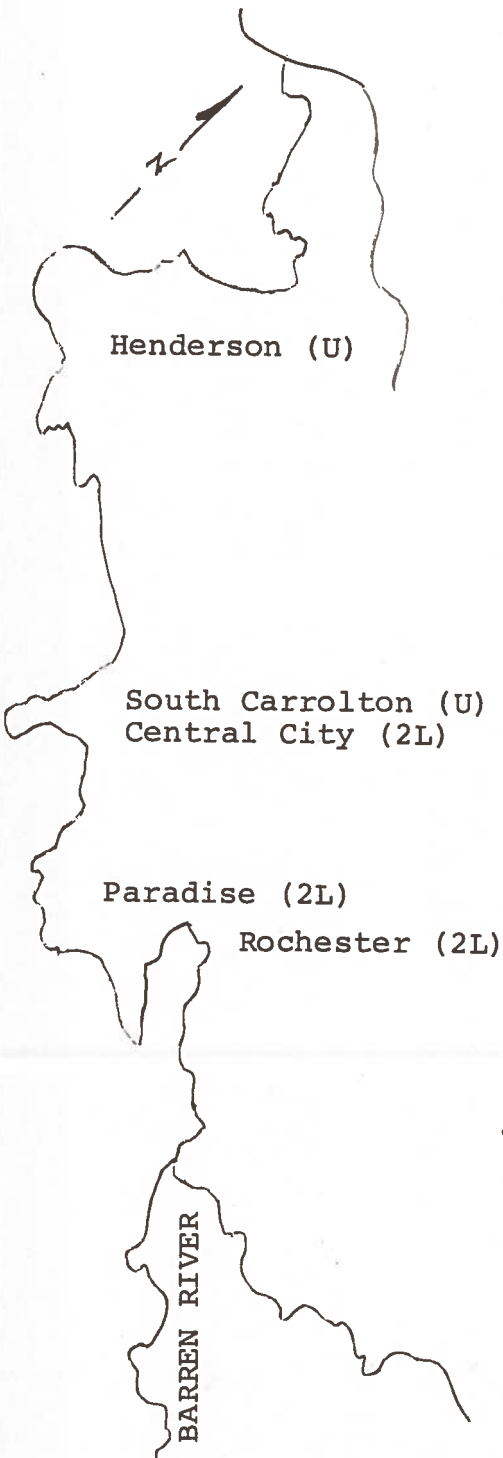 N
Henderson (U)
South Carrolton (U)
Central City (2L)
Paradise (2L)
Rochester (2L)
BARREN RIVER